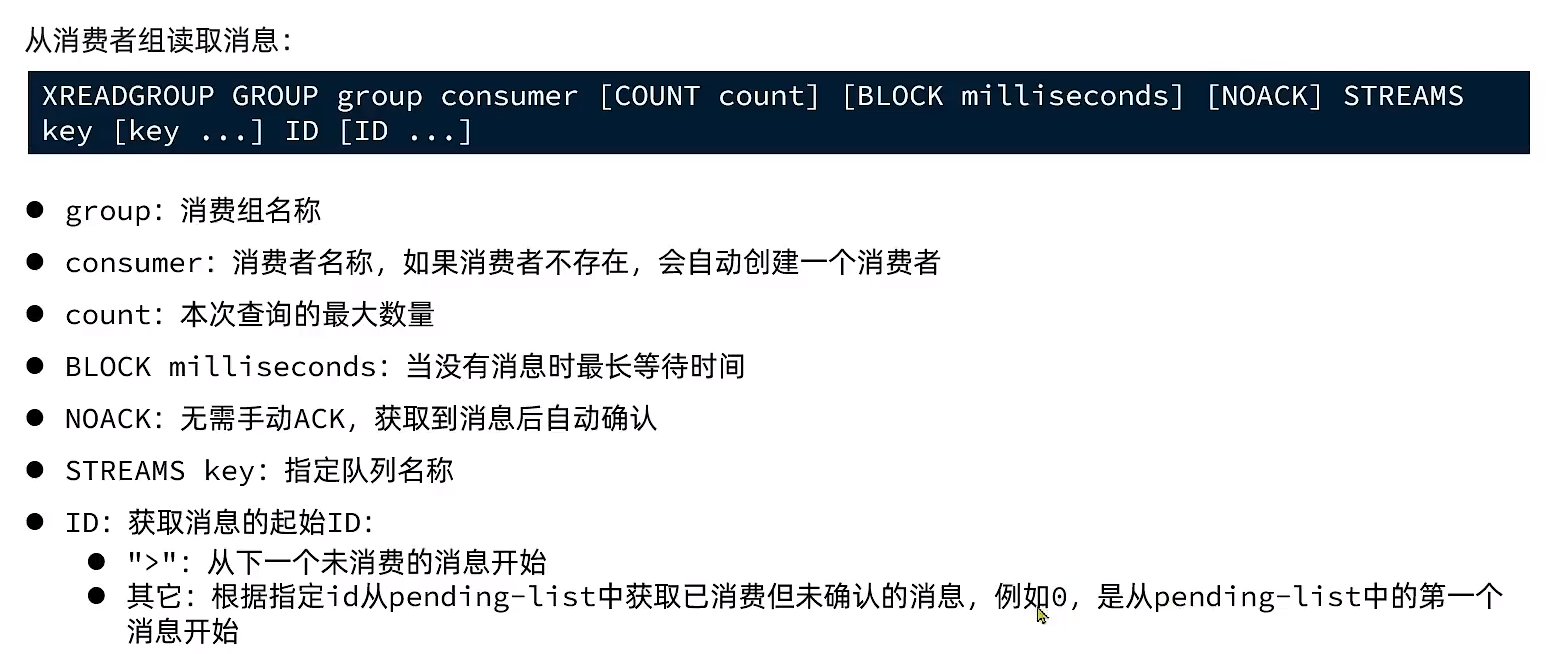 从消费者组读取消息：
XREADGROUP GROUP group consumer [COUNT count] [BLOCK milliseconds] [NOACK] STREAMS
key [key ...] ID [ID ...]
● group：消费组名称
● consumer：消费者名称，如果消费者不存在，会自动创建一个消费者
● count：本次查询的最大数量
● BLOCK milliseconds：当没有消息时最长等待时间
● NOACK：无需手动ACK，获取到消息后自动确认
● STREAMS key：指定队列名称
● ID：获取消息的起始ID：
● ">"：从下一个未消费的消息开始
● 其它：根据指定id从pending-list中获取已消费但未确认的消息，例如0，是从pending-list中的第一个
消息开始